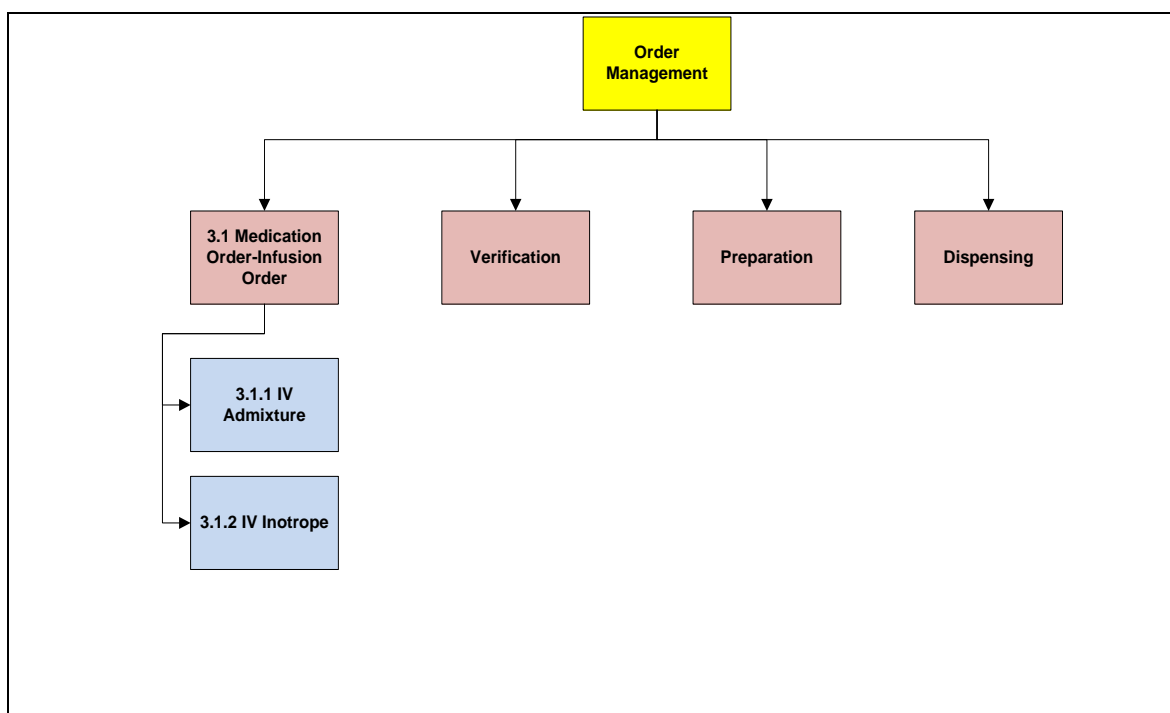 Order
Management
3.1 Medication
Order-Infusion
Order
Verification
Preparation
Dispensing
3.1.1 IV
Admixture
3.1.2 IV Inotrope